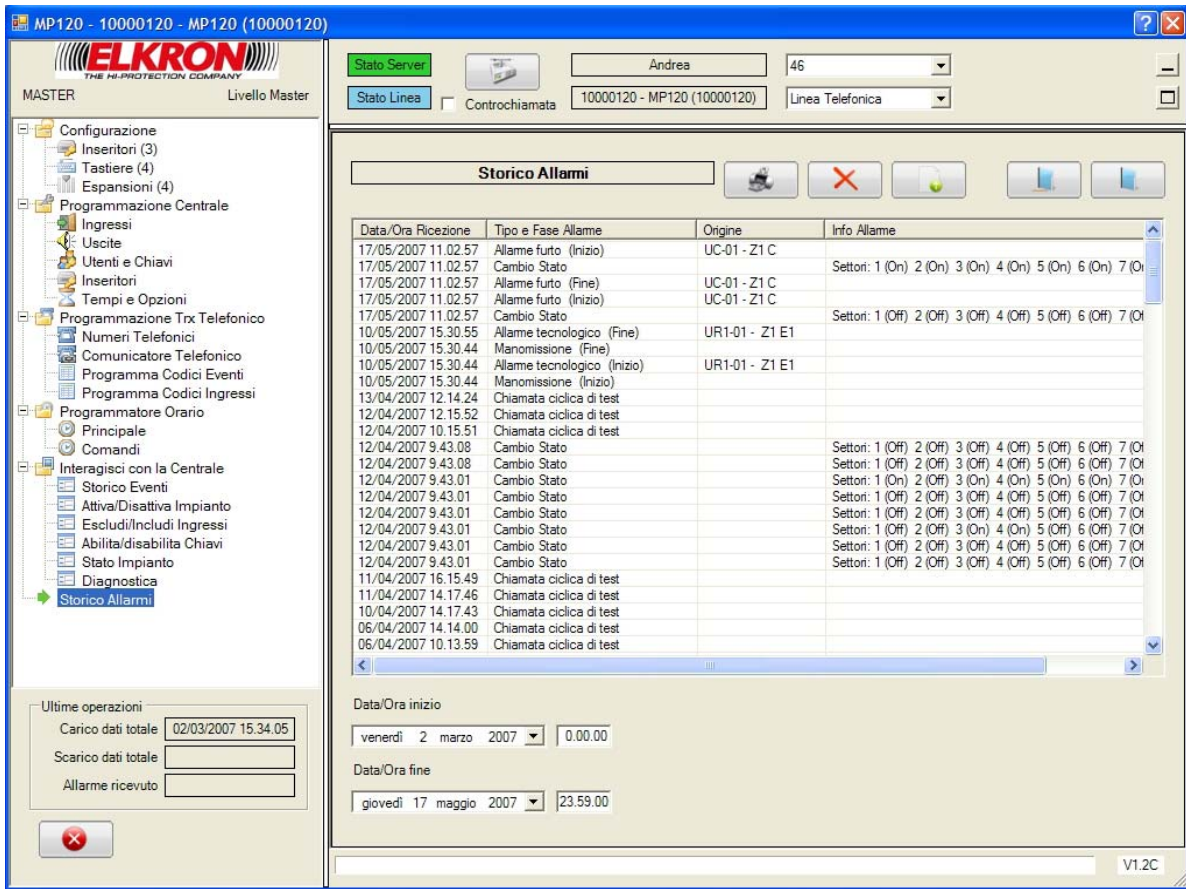 MP120 - 10000120 - MP120 (10000120)
ELKRON
THE HI-PROTECTION COMPANY
MASTER Livello Master
Configurazione
Inseritori (3)
Tastiere (4)
Espansioni (4)
Programmazione Centrale
Ingressi
Uscite
Utenti e Chiavi
Inseritori
Tempi e Opzioni
Programmazione Trx Telefonico
Numeri Telefonici
Comunicatore Telefonico
Programma Codici Eventi
Programma Codici Ingressi
Programmatore Orario
Principale
Comandi
Interagisci con la Centrale
Storico Eventi
Attiva/Disattiva Impianto
Escludi/Includi Ingressi
Abilita/disabilita Chiavi
Stato Impianto
Diagnostica
Storico Allarmi
Ultime operazioni
Carico dati totale 02/03/2007 15.34.05
Scarico dati totale
Allarme ricevuto
Stato Server Andrea 46
Stato Linea Controchiamata 10000120 - MP120 (10000120) Linea Telefonica
Storico Allarmi
Data/Ora Ricezione Tipo e Fase Allarme Origine Info Allarme
17/05/2007 11.02.57 Allarme furto (Inizio) UC-01 - Z1 C
17/05/2007 11.02.57 Cambio Stato Settori: 1 (On) 2 (On) 3 (On) 4 (On) 5 (On) 6 (On) 7 (On
17/05/2007 11.02.57 Allarme furto (Fine) UC-01 - Z1 C
17/05/2007 11.02.57 Allarme furto (Inizio) UC-01 - Z1 C
17/05/2007 11.02.57 Cambio Stato Settori: 1 (Off) 2 (Off) 3 (Off) 4 (Off) 5 (Off) 6 (Off) 7 (Of
10/05/2007 15.30.55 Allarme tecnologico (Fine) UR1-01 - Z1 E1
10/05/2007 15.30.44 Manomissione (Fine)
10/05/2007 15.30.44 Allarme tecnologico (Inizio) UR1-01 - Z1 E1
10/05/2007 15.30.44 Manomissione (Inizio)
13/04/2007 12.14.24 Chiamata ciclica di test
12/04/2007 12.15.52 Chiamata ciclica di test
12/04/2007 10.15.51 Chiamata ciclica di test
12/04/2007 9.43.08 Cambio Stato Settori: 1 (Off) 2 (Off) 3 (Off) 4 (Off) 5 (Off) 6 (Off) 7 (Of
12/04/2007 9.43.08 Cambio Stato Settori: 1 (Off) 2 (Off) 3 (Off) 4 (Off) 5 (Off) 6 (Off) 7 (Of
12/04/2007 9.43.01 Cambio Stato Settori: 1 (On) 2 (On) 3 (On) 4 (On) 5 (On) 6 (On) 7 (On
12/04/2007 9.43.01 Cambio Stato Settori: 1 (Off) 2 (Off) 3 (Off) 4 (Off) 5 (Off) 6 (Off) 7 (Of
12/04/2007 9.43.01 Cambio Stato Settori: 1 (Off) 2 (Off) 3 (Off) 4 (Off) 5 (Off) 6 (Off) 7 (Of
12/04/2007 9.43.01 Cambio Stato Settori: 1 (Off) 2 (Off) 3 (On) 4 (On) 5 (Off) 6 (Off) 7 (Of
12/04/2007 9.43.01 Cambio Stato Settori: 1 (Off) 2 (Off) 3 (Off) 4 (Off) 5 (Off) 6 (Off) 7 (Of
12/04/2007 9.43.01 Cambio Stato Settori: 1 (Off) 2 (Off) 3 (Off) 4 (Off) 5 (Off) 6 (Off) 7 (Of
11/04/2007 16.15.49 Chiamata ciclica di test
11/04/2007 14.17.46 Chiamata ciclica di test
10/04/2007 14.17.43 Chiamata ciclica di test
06/04/2007 14.14.00 Chiamata ciclica di test
06/04/2007 10.13.59 Chiamata ciclica di test
Data/Ora inizio
venerdì 2 marzo 2007 0.00.00
Data/Ora fine
giovedì 17 maggio 2007 23.59.00
V1.2C